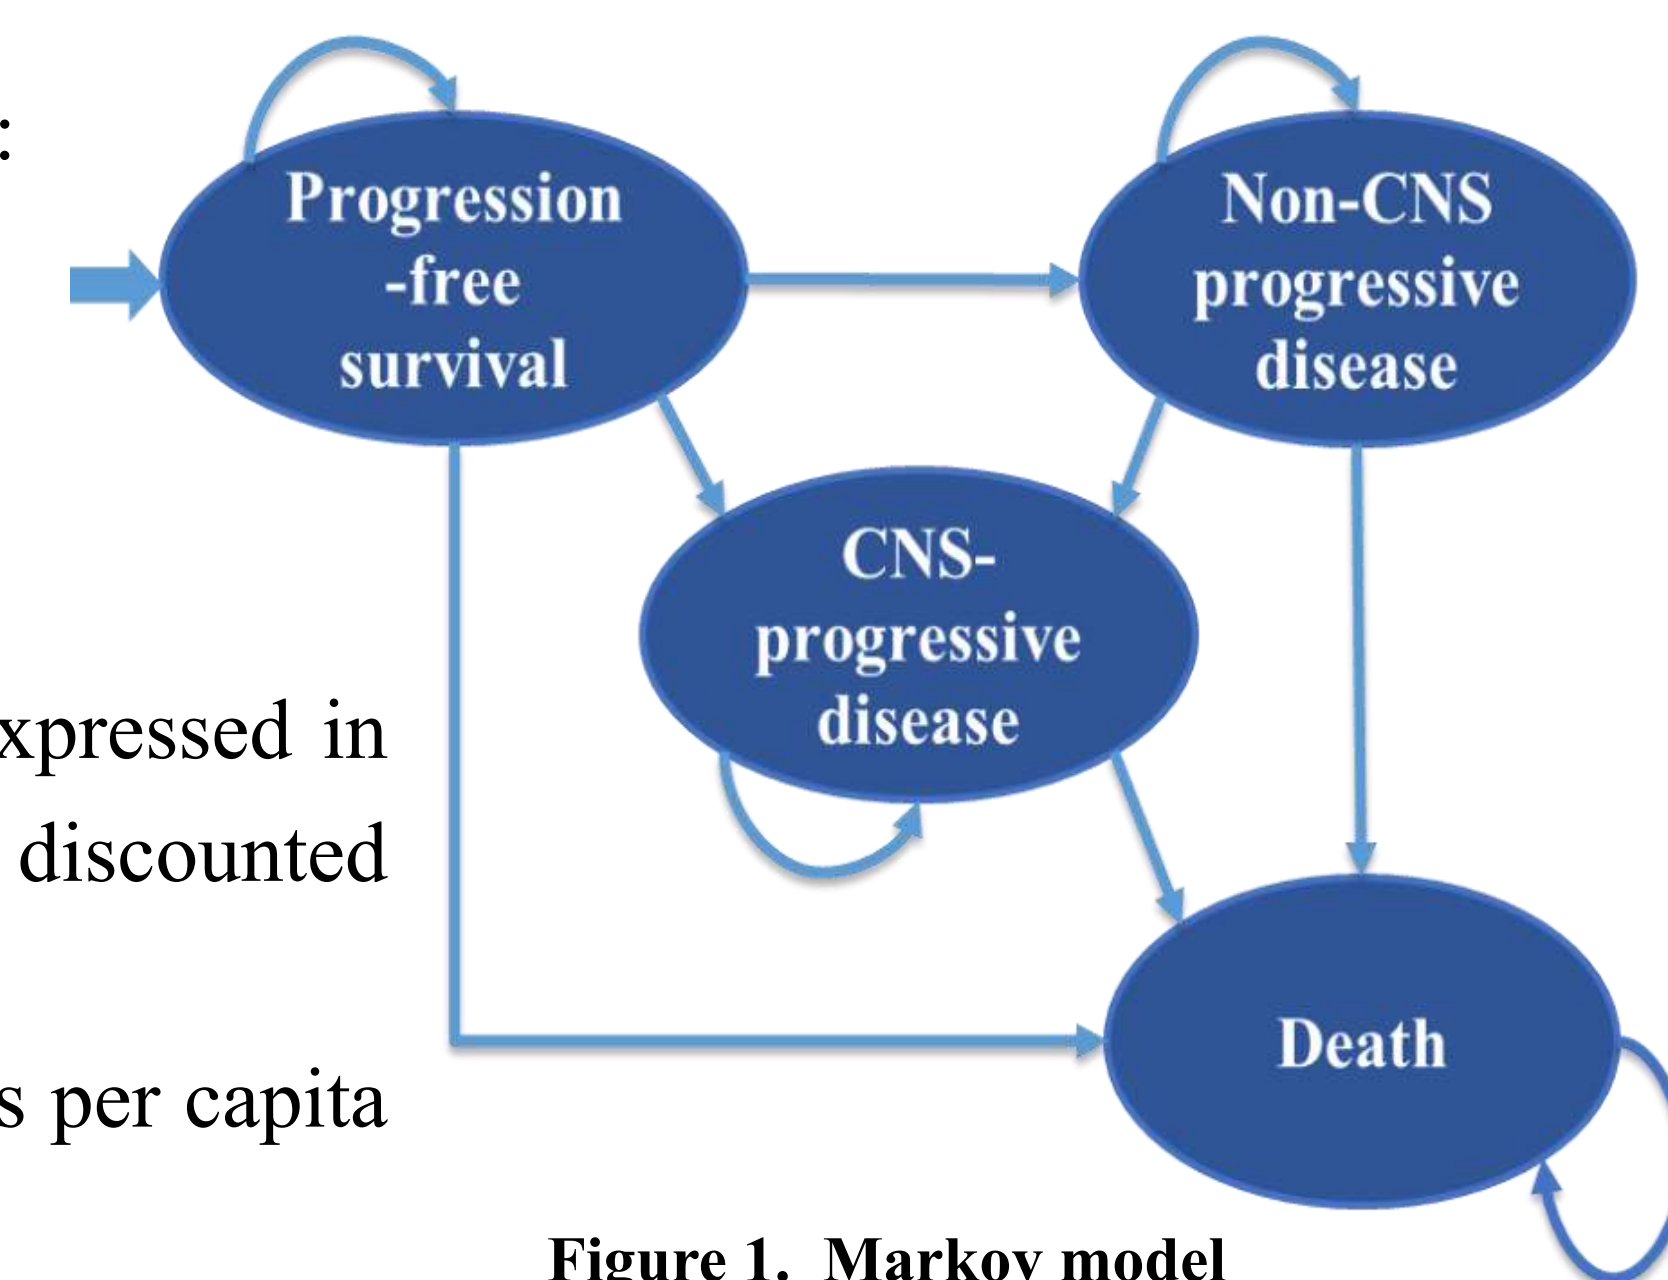 :
Progression
-free
survival
Non-CNS
progressive
disease
CNS-
progressive
disease
xpressed in
discounted
Death
s per capita
Figure 1. Markov model